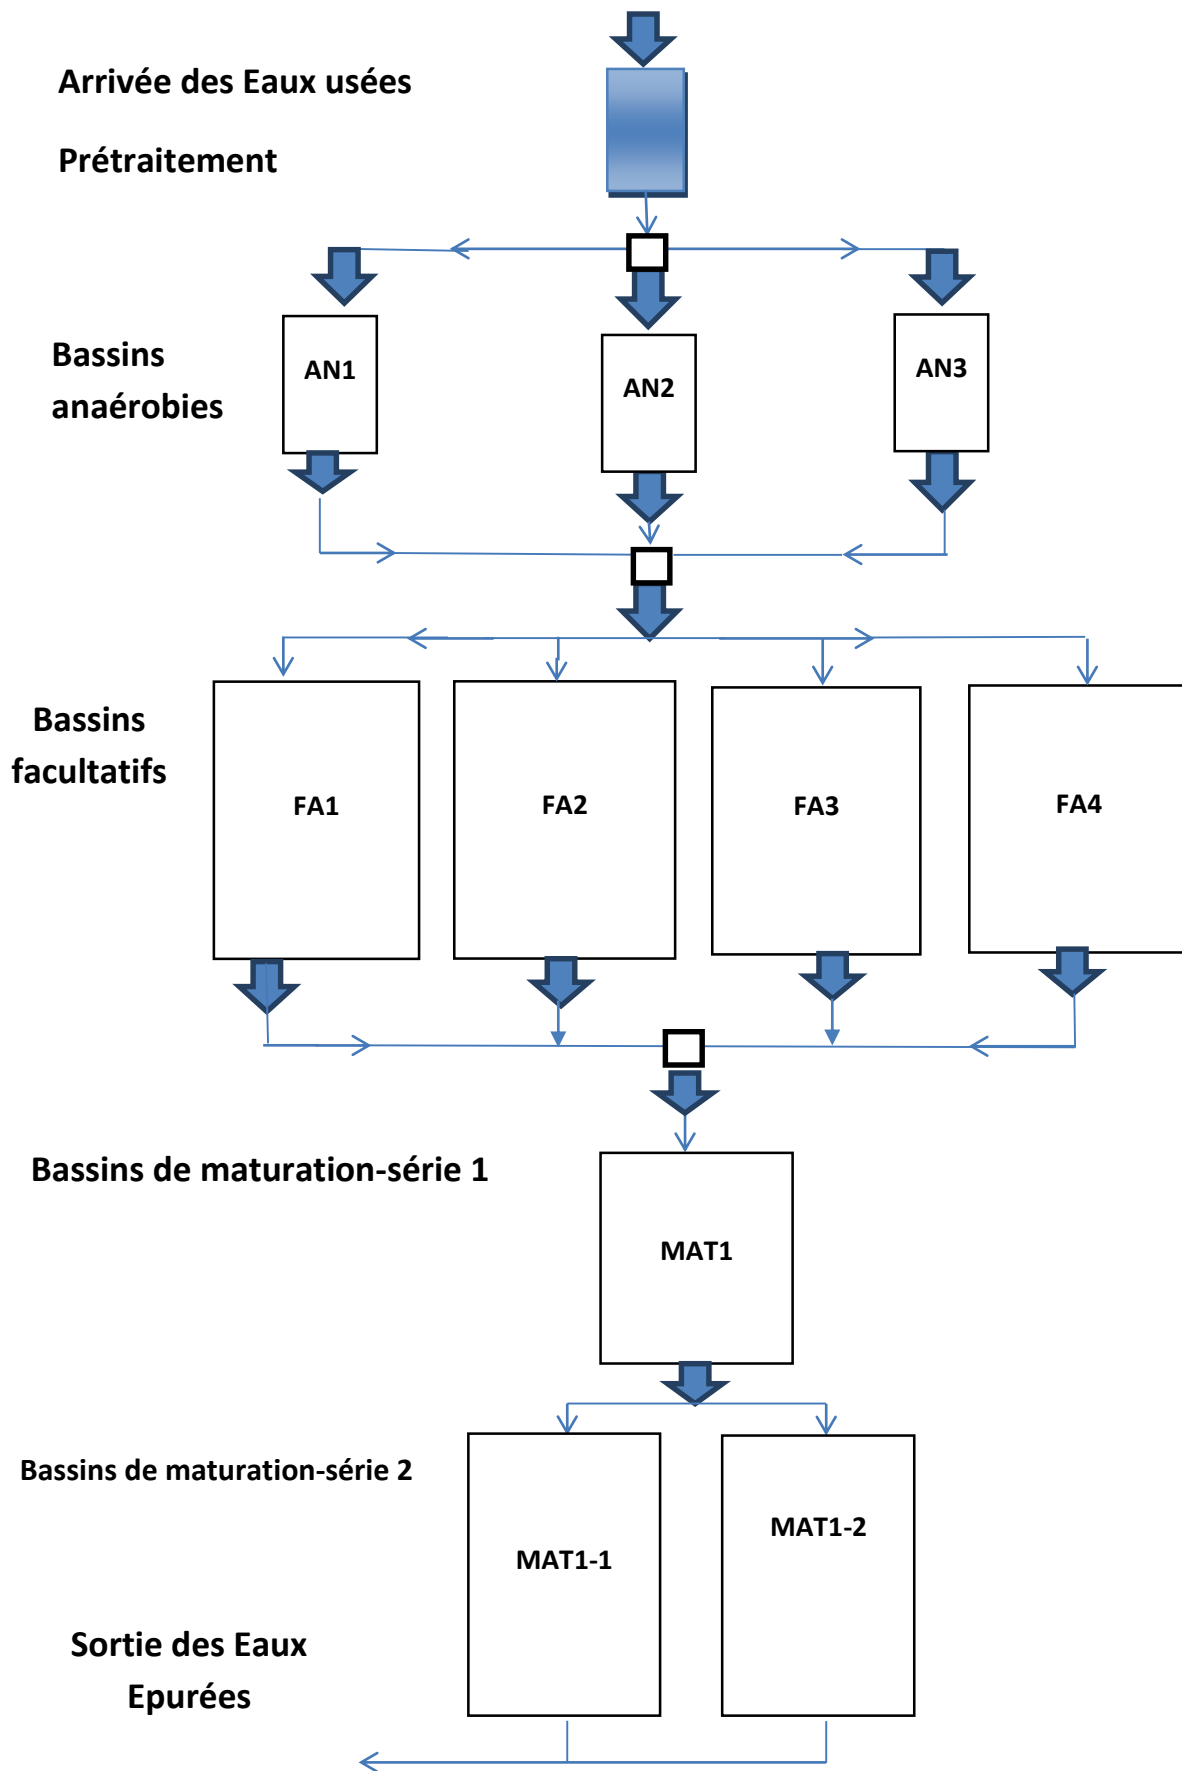 Arrivée des Eaux usées
Prétraitement
Bassins
anaérobies
AN1
AN2
AN3
Bassins
facultatifs
FA1
FA2
FA3
FA4
Bassins de maturation-série 1
MAT1
Bassins de maturation-série 2
MAT1-1
MAT1-2
Sortie des Eaux
Epurées